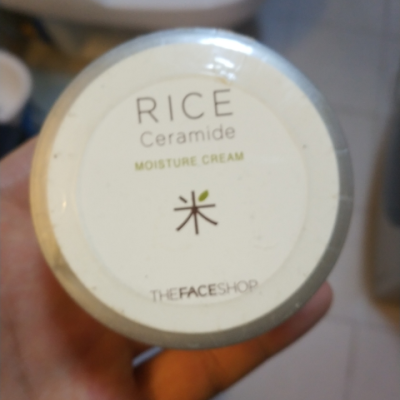 RICE
Ceramide
MOISTURE CREAM
米
THEFACESHOP